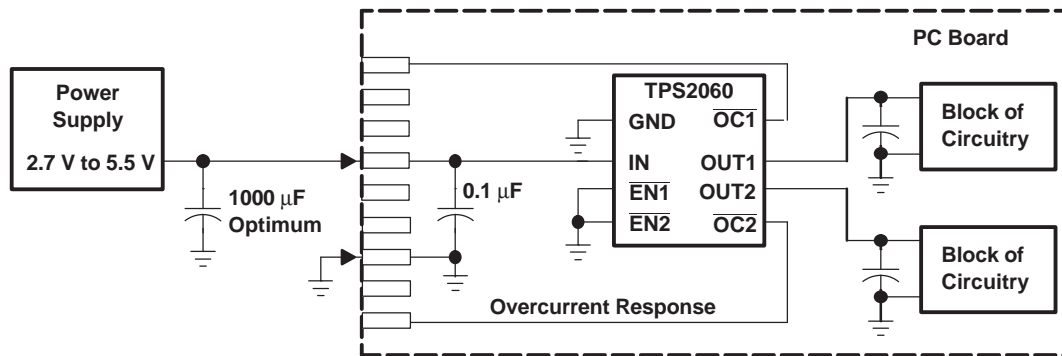 PC Board
Power
Supply
2.7 V to 5.5 V
1000 μF
Optimum
0.1 μF
TPS2060
GND
IN
EN1
EN2
OC1
OUT1
OUT2
OC2
Overcurrent Response
Block of
Circuitry
Block of
Circuitry